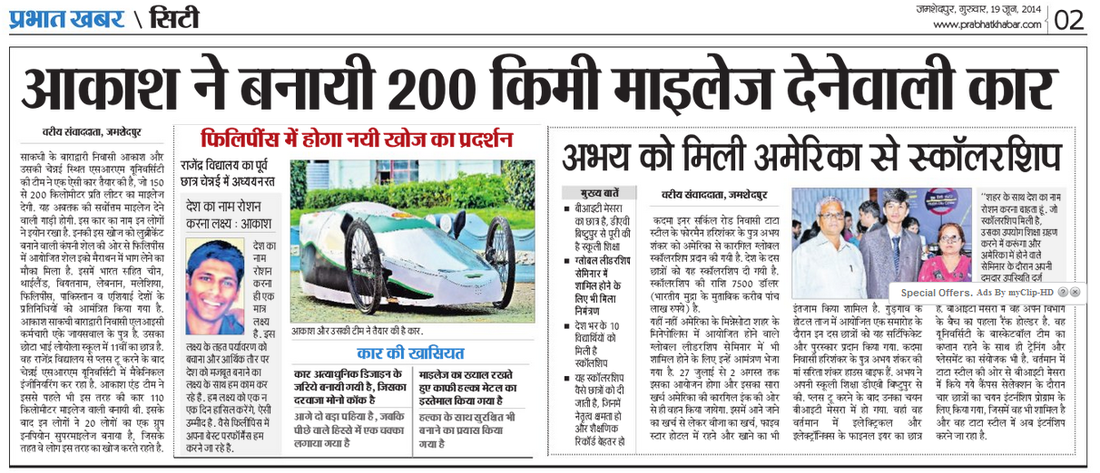 प्रभात खबर \ सिटी
जमशेदपुर, गुरुवार, 19 जून, 2014
www.prabhatkhabar.com
02
आकाश ने बनायी 200 किमी माइलेज देनेवाली कार
वरीय संवाददाता, जमशेदपुर
साकची के बाराद्वारी निवासी आकाश और
उसकी चेन्नई स्थित एसआरएम यूनिवर्सिटी
की टीम ने एक ऐसी कार तैयार की है, जो 150
से 200 किलोमीटर प्रति लीटर का माइलेज
देगी. यह अबतक की सर्वोत्तम माइलेज देने
वाली गाड़ी होगी. इस कार का नाम इन लोगों
ने इयोन रखा है. इनकी इस खोज को लुब्रीकेंट
बनाने वाली कंपनी शेल की ओर से फिलिपींस
में आयोजित शेल इको मैराथन में भाग लेने का
मौका मिला है. इसमें भारत सहित चीन,
थाईलैंड, वियतनाम, लेबनान, मलेशिया,
फिलिपींस, पाकिस्तान व एशियाई देशों के
प्रतिनिधियों को आमंत्रित किया गया है.
आकाश साकची बाराद्वारी निवासी एलआइसी
कर्मचारी एके जायसवाल के पुत्र है. उसका
छोटा भाई लोयोला स्कूल में 11वीं का छात्र है.
वह राजेंद्र विद्यालय से प्लस टू करने के बाद
चेन्नई एसआरएम यूनिवर्सिटी में मैकेनिकल
इंजीनियरिंग कर रहा है. आकाश एंड टीम ने
इससे पहले भी इस तरह की कार 110
किलोमीटर माइलेज वाली बनायी थी. इसके
बाद इन लोगों ने 20 लोगों का एक ग्रुप
इनफियोन सुपरमाइलेज बनाया है, जिसके
तहत वे लोग इस तरह का खोज करते रहते है.
फिलिपींस में होगा नयी खोज का प्रदर्शन
राजेंद्र विद्यालय का पूर्व
छात्र चेन्नई में अध्ययनरत
देश का नाम रोशन
करना लक्ष्य : आकाश
देश का
नाम
रोशन
करना
ही एक
मात्र
लक्ष्य
है. इस
लक्ष्य के तहत पर्यावरण को
बचाना और आर्थिक तौर पर
देश को मजबूत बनाने का
लक्ष्य के साथ हम काम कर
रहे है. हम लक्ष्य को एक न
एक दिन हासिल करेंगे, ऐसी
उम्मीद है. वैसे फिलीपिंस में
अपना बेस्ट परफॉर्मेंस हम
करने जा रहे है.
आकाश और उसकी टीम ने तैयार की है कार.
कार की खासियत
कार अत्याधुनिक डिजाइन के
जरिये बनायी गयी है, जिसका
दरवाजा मोनो कॉक है
आगे दो बड़ा पहिया है, जबकि
पीछे वाले हिस्से में एक चक्का
लगाया गया है
माइलेज का ख्याल रखते
हुए काफी हल्का मेटल का
इस्तेमाल किया गया है
हल्का के साथ सुरक्षित भी
बनाने का प्रयास किया
गया है
अभय को मिली अमेरिका से स्कॉलरशिप
मुख्य बातें
बीआइटी मेसरा
का छात्र है, डीएवी
बिष्टुपुर से पूरी की
है स्कूली शिक्षा
ग्लोबल लीडरशिप
सेमिनार में
शामिल होने के
लिए भी मिला
निमंत्रण
देश भर के 10
विद्यार्थियों को
मिली है
स्कॉलरशिप
यह स्कॉलरशिप
वैसे छात्रों को दी
जाती है, जिनमें
नेतृत्व क्षमता हो
और शैक्षणिक
रिकॉर्ड बेहतर हो
वरीय संवाददाता, जमशेदपुर
कदमा इनर सर्किल रोड निवासी टाटा
स्टील के फोरमैन हरिशंकर के पुत्र अभय
शंकर को अमेरिका से कारगिल ग्लोबल
स्कॉलरशिप प्रदान की गयी है. देश के दस
छात्रों को यह स्कॉलरशिप दी गयी है.
स्कॉलरशिप की राशि 7500 डॉलर
(भारतीय मुद्रा के मुताबिक करीब पांच
लाख रुपये) है.
यहीं नहीं अमेरिका के मिनेसोटा शहर के
मिनेपोलिस में आयोजित होने वाले
ग्लोबल लीडरशिप सेमिनार में भी
शामिल होने के लिए इन्हें आमंत्रण भेजा
गया है. 27 जुलाई से 2 अगस्त तक
इसका आयोजन होगा और इसका सारा
खर्चा अमेरिका की कारगिल इंक की ओर
से ही वहन किया जायेगा. इसमें आने जाने
का खर्च से लेकर वीजा का खर्च, फाइव
स्टार होटल में रहने और खाने का भी
"शहर के साथ देश का नाम
रोशन करना चाहता हूं. जो
स्कॉलरशिप मिली है,
उसका उपयोग शिक्षा ग्रहण
करने में करूंगा और
अमेरिका में होने वाले
सेमिनार के दौरान अपनी
दमदार उपस्थिति दर्ज
Special Offers. Ads By myClip-HD
इंतजाम किया शामिल है. गुड़गांव के
होटल ताज में आयोजित एक समारोह के
दौरान इन दस छात्रों को यह सर्टिफिकेट
और पुरस्कार प्रदान किया गया. कदमा
निवासी हरिशंकर के पुत्र अभय शंकर की
मां सरिता शंकर हाउस वाइफ हैं. अभय ने
अपनी स्कूली शिक्षा डीएवी बिष्टुपुर से
की. प्लस टू करने के बाद उनका चयन
बीआइटी मेसरा में हो गया. वहां वह
वर्तमान में इलेक्ट्रिकल और
इलेक्ट्रॉनिक्स के फाइनल इयर का छात्र
है. बीआइटी मेसरा में वह अपने विभाग
के बैच का पहला रैंक होल्डर है. वह
यूनिवर्सिटी के बास्केटबॉल टीम का
कप्तान रहने के साथ ही ट्रेनिंग और
प्लेसमेंट का संयोजक भी है. वर्तमान में
टाटा स्टील की ओर से बीआइटी मेसरा
में किये गये कैंपस सेलेक्शन के दौरान
चार छात्रों का चयन इंटर्नशिप प्रोग्राम के
लिए किया गया, जिसमें वह भी शामिल है
और वह टाटा स्टील में अब इंटर्नशिप
करने जा रहा है.